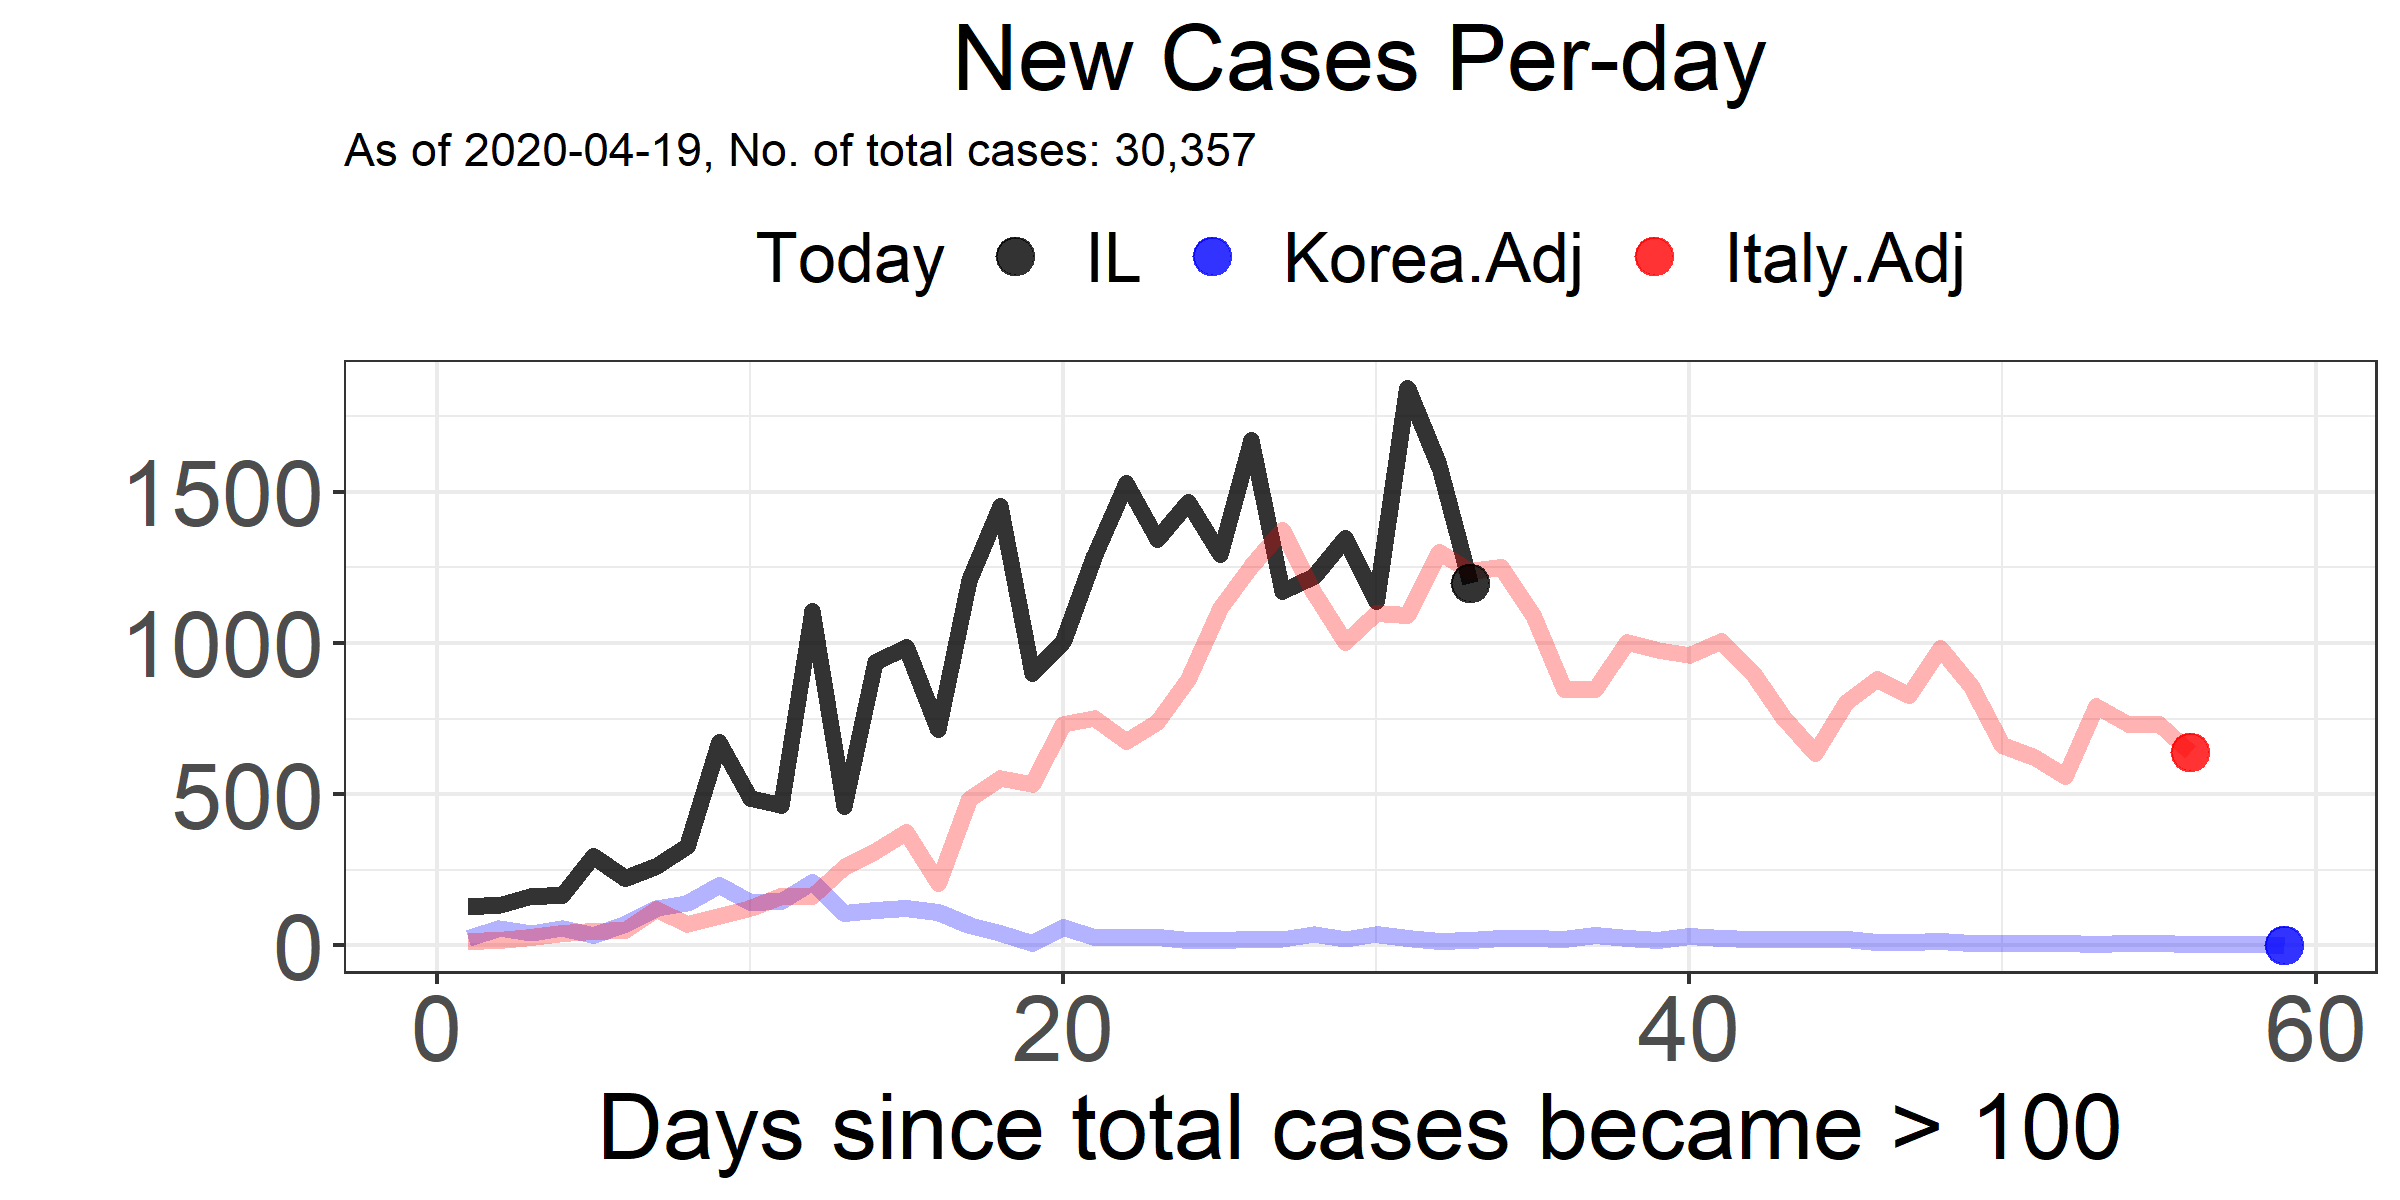 New Cases Per-day
As of 2020-04-19, No. of total cases: 30,357
Today IL Korea.Adj Italy.Adj
1500
1000
500
0
0 20 40 60
Days since total cases became > 100